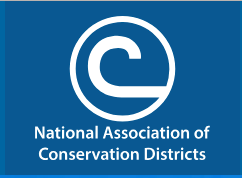 National Association of
Conservation Districts